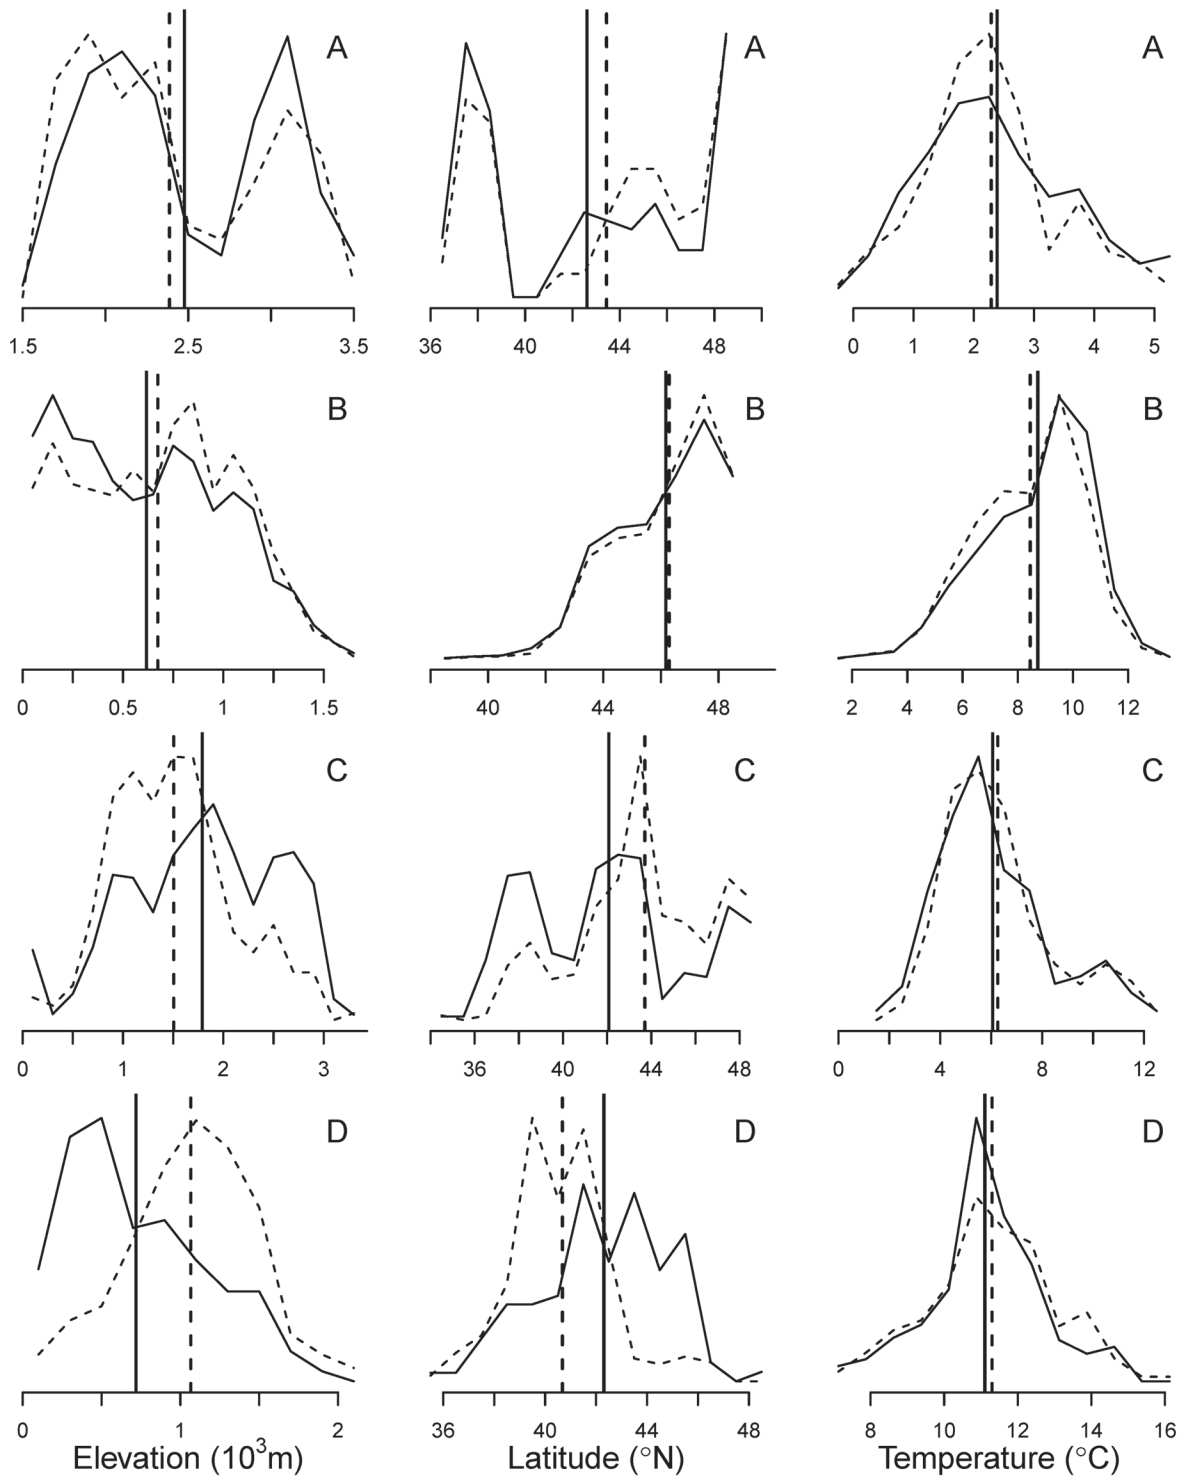 A A A
1.5 2.5 3.5 36 40 44 48 0 1 2 3 4 5
B B B
0 0.5 1 1.5 40 44 48 2 4 6 8 10 12
C C C
0 1 2 3 36 40 44 48 0 4 8 12
D D D
0 1 2 36 40 44 48 8 10 12 14 16
Elevation (10³m) Latitude (°N) Temperature (°C)